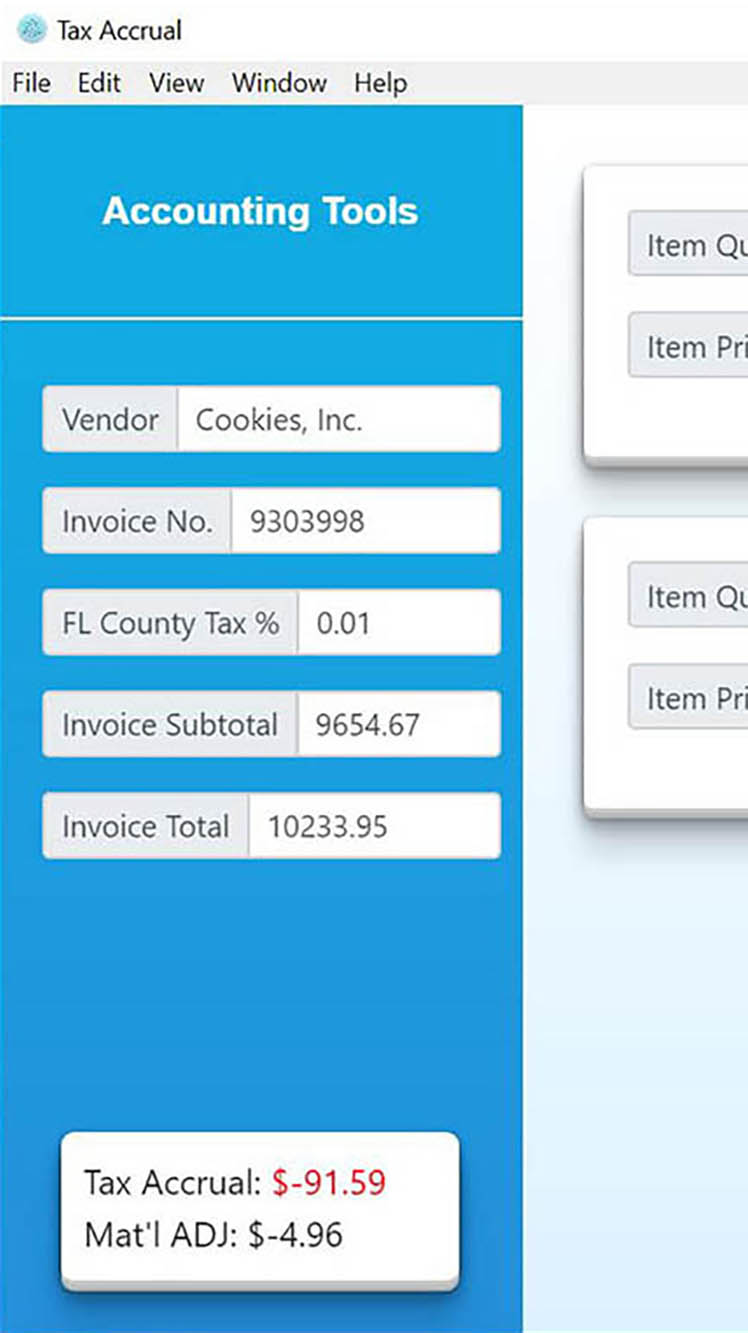 Tax Accrual
File Edit View Window Help
Accounting Tools
Vendor Cookies, Inc.
Invoice No. 9303998
FL County Tax % 0.01
Invoice Subtotal 9654.67
Invoice Total 10233.95
Tax Accrual: $-91.59
Mat'l ADJ: $-4.96
Item Qu
Item Pri
Item Qu
Item Pri